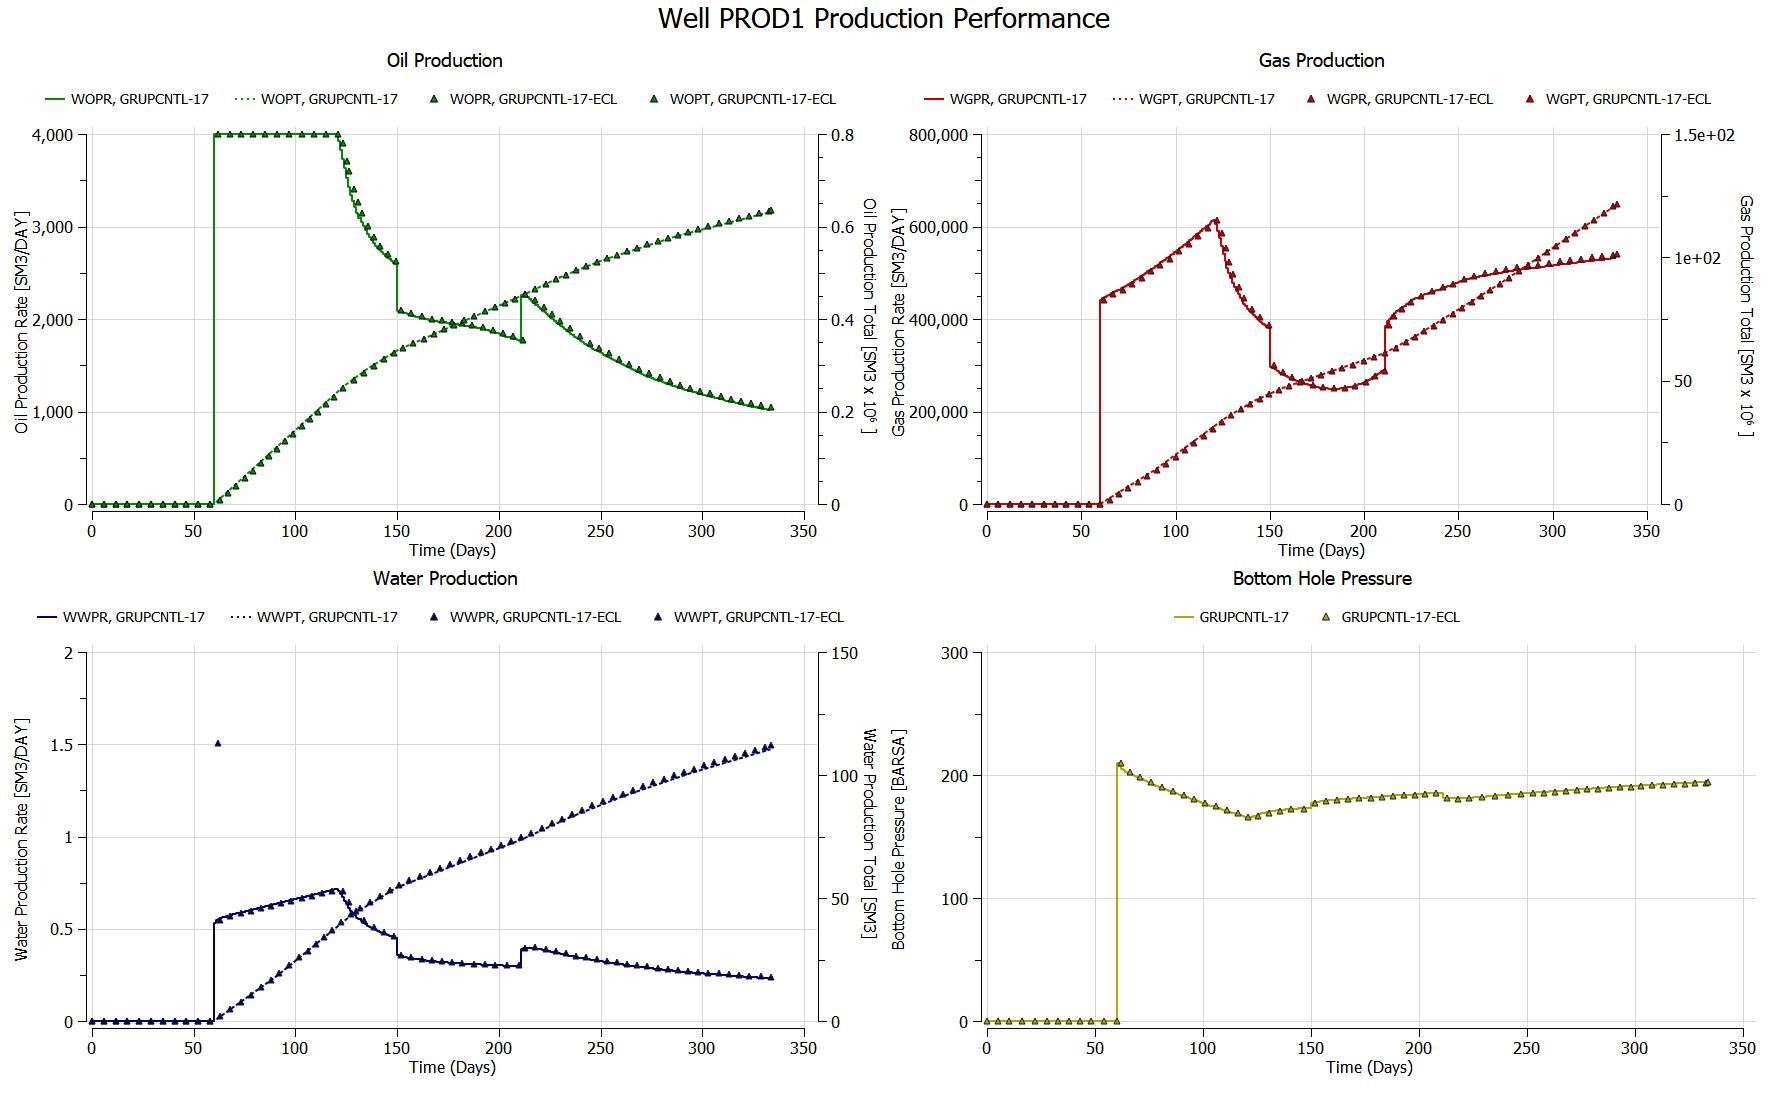 Well PROD1 Production Performance
Oil Production
WOPR, GRUPCNTL-17 WOPT, GRUPCNTL-17 WOPR, GRUPCNTL-17-ECL WOPT, GRUPCNTL-17-ECL
4,000
3,000
2,000
1,000
0
Oil Production Rate [SM3/DAY]
0.8
0.6
0.4
0.2
0
Oil Production Total [SM3 x 10⁶ ]
0 50 100 150 200 250 300 350
Time (Days)
Gas Production
WGPR, GRUPCNTL-17 WGPT, GRUPCNTL-17 WGPR, GRUPCNTL-17-ECL WGPT, GRUPCNTL-17-ECL
800,000
600,000
400,000
200,000
0
Gas Production Rate [SM3/DAY]
1.5e+02
1e+02
50
0
Gas Production Total [SM3 x 10⁶ ]
0 50 100 150 200 250 300 350
Time (Days)
Water Production
WWPR, GRUPCNTL-17 WWPT, GRUPCNTL-17 WWPR, GRUPCNTL-17-ECL WWPT, GRUPCNTL-17-ECL
2
1.5
1
0.5
0
Water Production Rate [SM3/DAY]
150
100
50
0
Water Production Total [SM3]
0 50 100 150 200 250 300 350
Time (Days)
Bottom Hole Pressure
GRUPCNTL-17 GRUPCNTL-17-ECL
300
200
100
0
Bottom Hole Pressure [BARSA]
0 50 100 150 200 250 300 350
Time (Days)